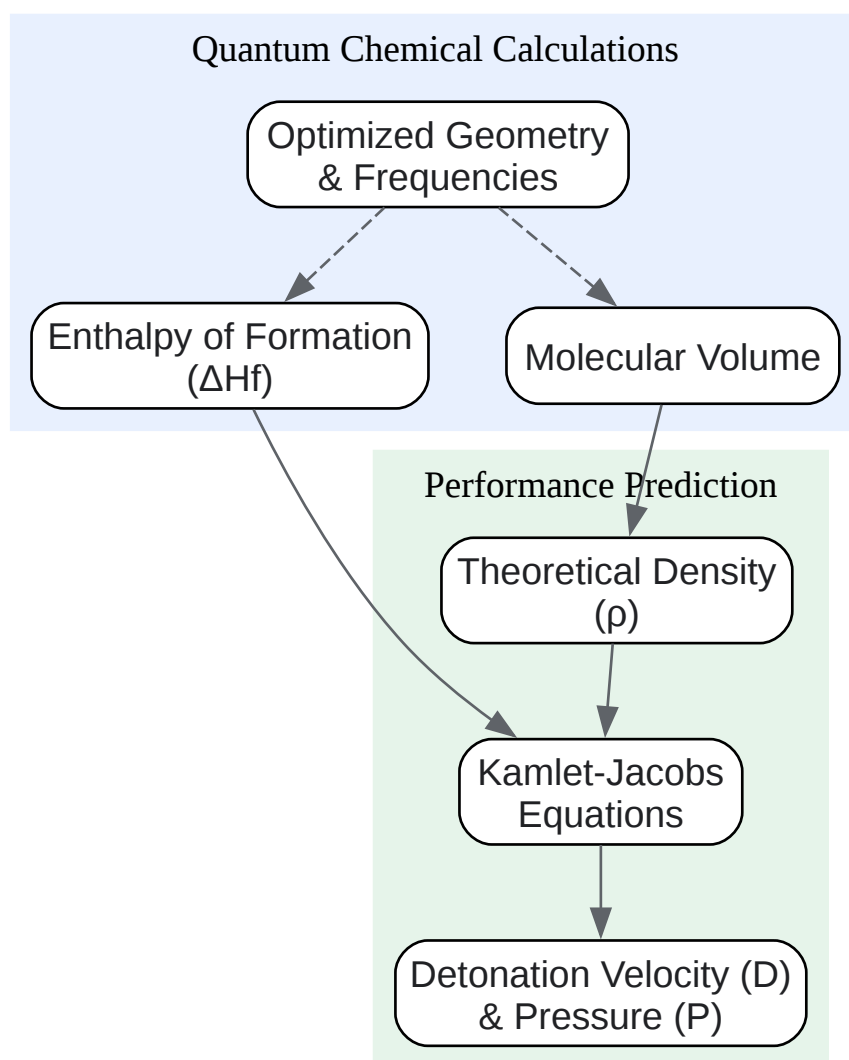 Quantum Chemical Calculations
Optimized Geometry
& Frequencies
Enthalpy of Formation
(ΔHf)
Molecular Volume
Performance Prediction
Theoretical Density
(ρ)
Kamlet-Jacobs
Equations
Detonation Velocity (D)
& Pressure (P)